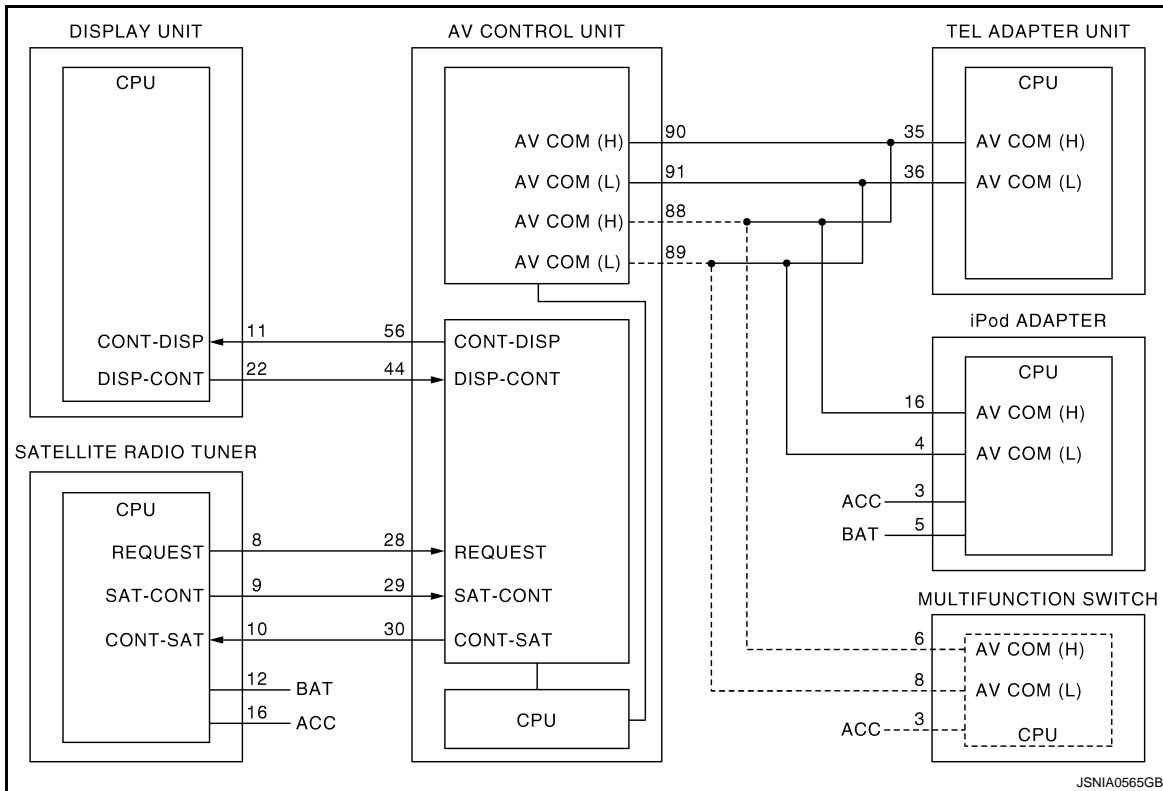 DISPLAY UNIT
CPU
CONT-DISP
DISP-CONT
11
22
SATELLITE RADIO TUNER
CPU
REQUEST
SAT-CONT
CONT-SAT
8
9
10
12
BAT
16
ACC
AV CONTROL UNIT
AV COM (H)
AV COM (L)
AV COM (H)
AV COM (L)
90
91
88
89
56
CONT-DISP
44
DISP-CONT
28
REQUEST
29
SAT-CONT
30
CONT-SAT
CPU
TEL ADAPTER UNIT
CPU
35
AV COM (H)
36
AV COM (L)
iPod ADAPTER
CPU
16
AV COM (H)
4
AV COM (L)
ACC
3
BAT
5
MULTIFUNCTION SWITCH
6
AV COM (H)
8
AV COM (L)
ACC
3
CPU
JSNIA0565GB